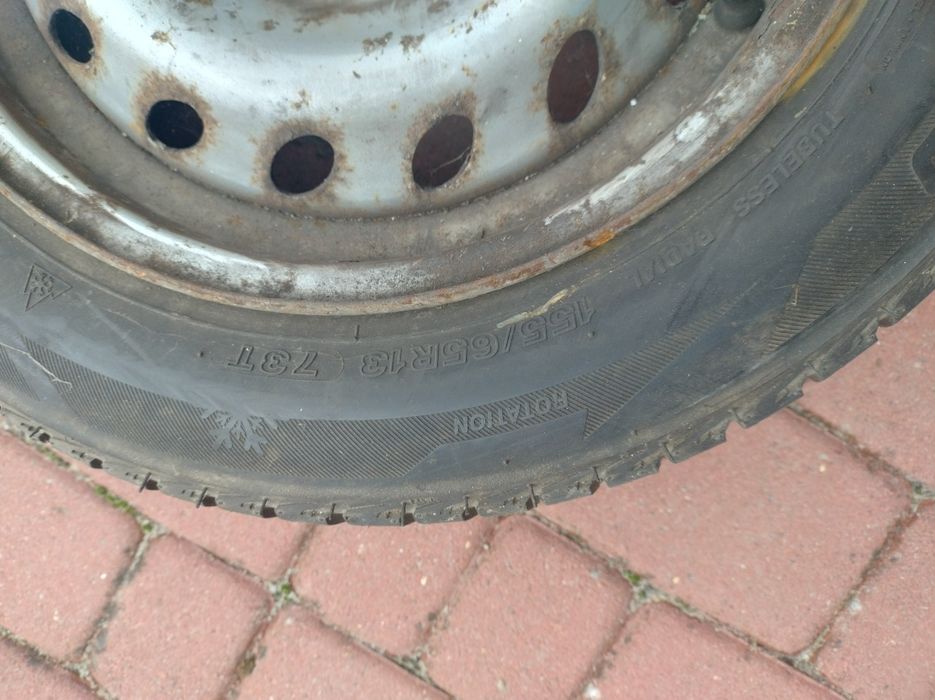 TUBELESS RADIAL
155/65R13 73T
ROTATION